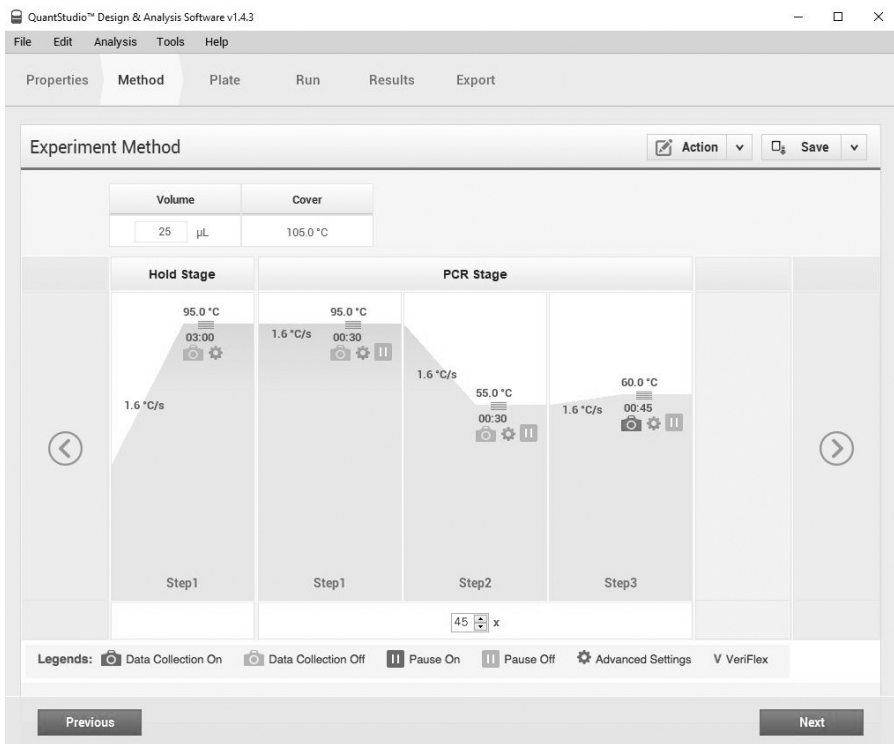 QuantStudio™ Design & Analysis Software v1.4.3
File Edit Analysis Tools Help
Properties Method Plate Run Results Export
Experiment Method
Action
Save
Volume Cover
25 µL 105.0 °C
Hold Stage PCR Stage
95.0 °C
03:00
1.6 °C/s
Step1
95.0 °C
1.6 °C/s 00:30
Step1
1.6 °C/s
55.0 °C
00:30
Step2
60.0 °C
1.6 °C/s 00:45
Step3
45 x
Legends: Data Collection On Data Collection Off Pause On Pause Off Advanced Settings V VeriFlex
Previous Next